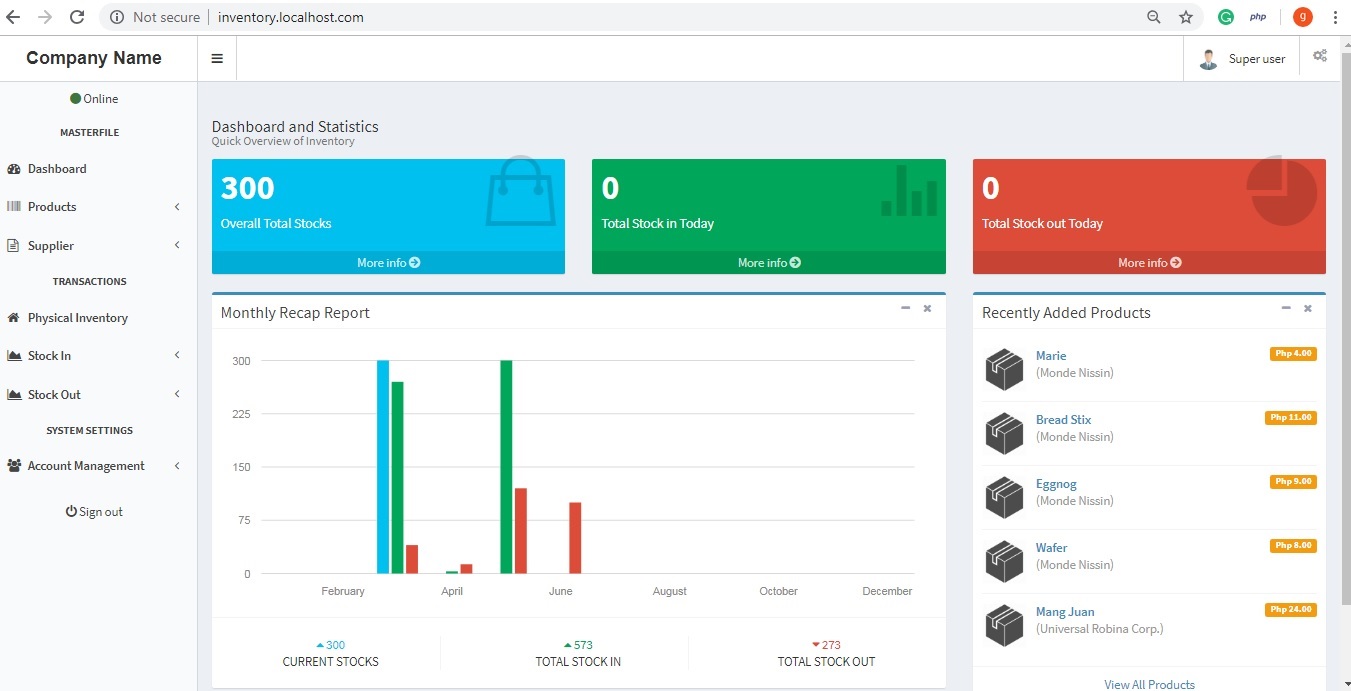 Not secure
inventory.localhost.com
php
g
Company Name
Super user
Online
MASTERFILE
Dashboard
Products
Supplier
TRANSACTIONS
Physical Inventory
Stock In
Stock Out
SYSTEM SETTINGS
Account Management
Sign out
Dashboard and Statistics
Quick Overview of Inventory
300
Overall Total Stocks
More info
0
Total Stock in Today
More info
0
Total Stock out Today
More info
Monthly Recap Report
300
225
150
75
0
February
April
June
August
October
December
300
CURRENT STOCKS
573
TOTAL STOCK IN
273
TOTAL STOCK OUT
Recently Added Products
Marie
Php 4.00
(Monde Nissin)
Bread Stix
Php 11.00
(Monde Nissin)
Eggnog
Php 9.00
(Monde Nissin)
Wafer
Php 8.00
(Monde Nissin)
Mang Juan
Php 24.00
(Universal Robina Corp.)
View All Products